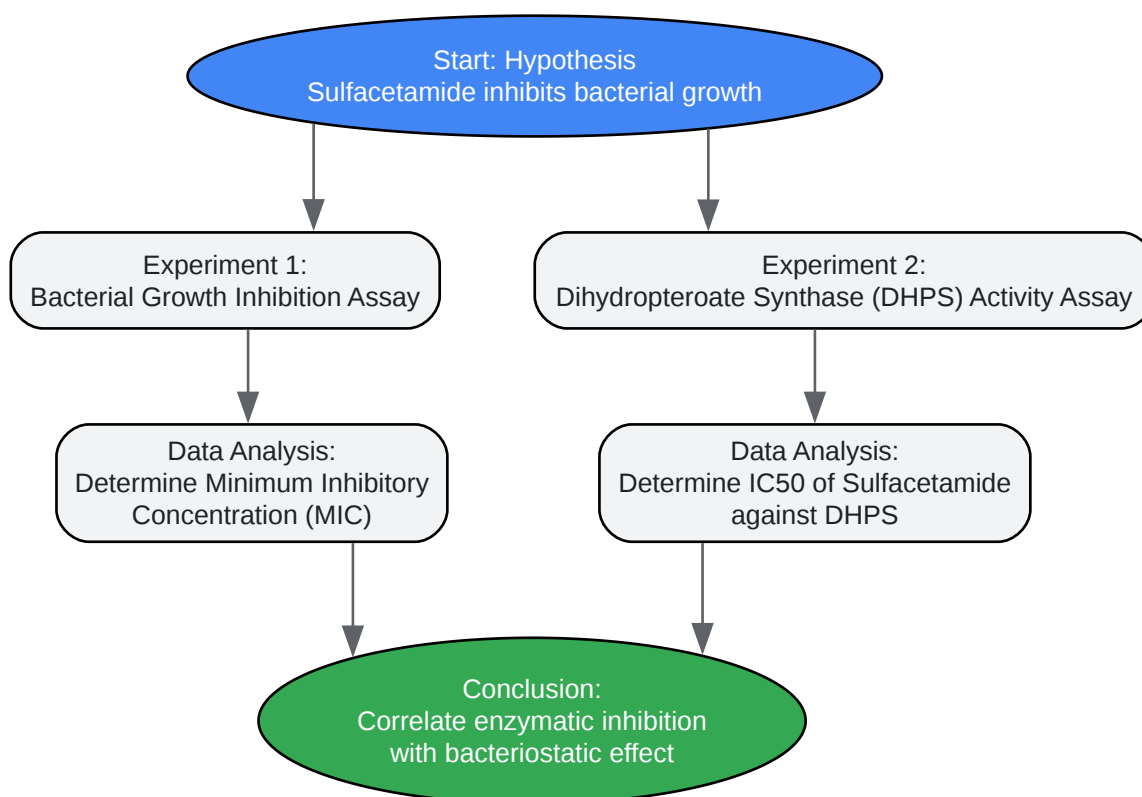 Start: Hypothesis
Sulfacetamide inhibits bacterial growth
Experiment 1:
Bacterial Growth Inhibition Assay
Experiment 2:
Dihydropteroate Synthase (DHPS) Activity Assay
Data Analysis:
Determine Minimum Inhibitory
Concentration (MIC)
Data Analysis:
Determine IC50 of Sulfacetamide
against DHPS
Conclusion:
Correlate enzymatic inhibition
with bacteriostatic effect